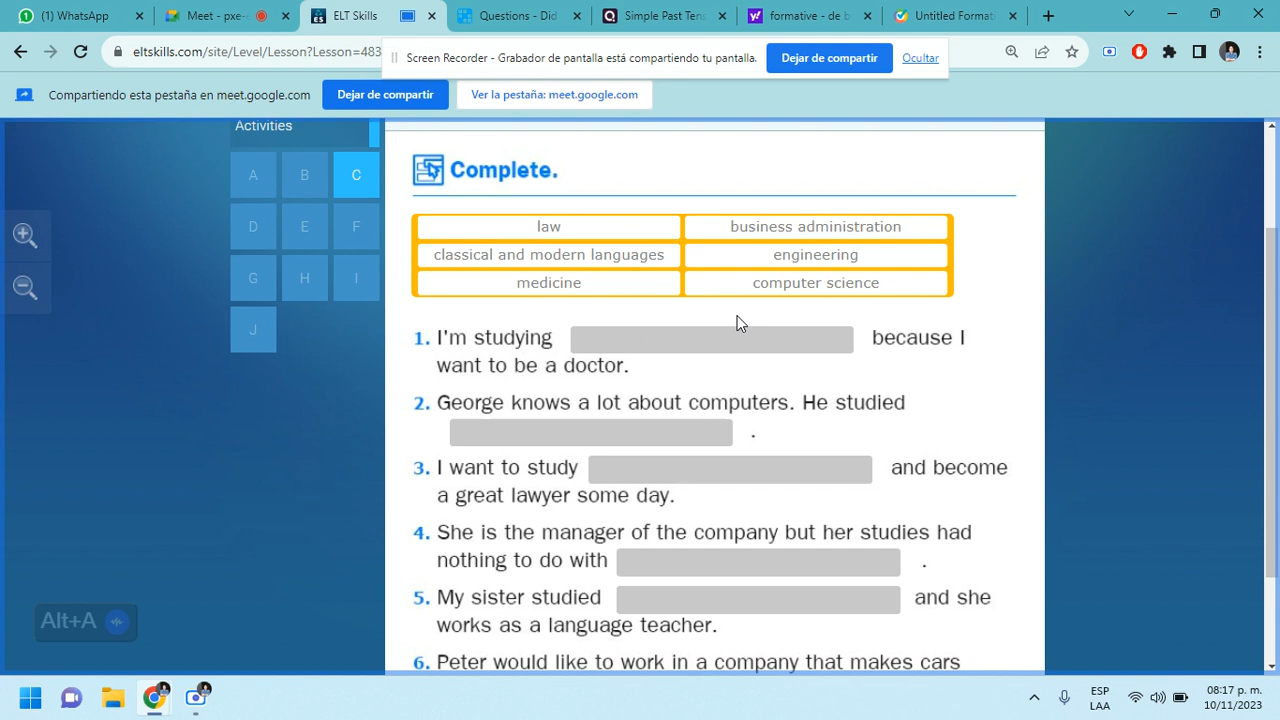 (1) WhatsApp
Meet - pxe-
ELT Skills
Questions - Did
Simple Past Ten
formative - de b
Untitled Format
eltskills.com/site/Level/Lesson?Lesson=483
Screen Recorder - Grabador de pantalla está compartiendo tu pantalla.
Dejar de compartir
Ocultar
Compartiendo esta pestaña en meet.google.com
Dejar de compartir
Ver la pestaña: meet.google.com
Activities
A B C
D E F
G H I
J
Complete.
law
business administration
classical and modern languages
engineering
medicine
computer science
1. I'm studying because I
want to be a doctor.
2. George knows a lot about computers. He studied
.
3. I want to study and become
a great lawyer some day.
4. She is the manager of the company but her studies had
nothing to do with .
5. My sister studied and she
works as a language teacher.
6. Peter would like to work in a company that makes cars
Alt+A
ESP
LAA
08:17 p. m.
10/11/2023